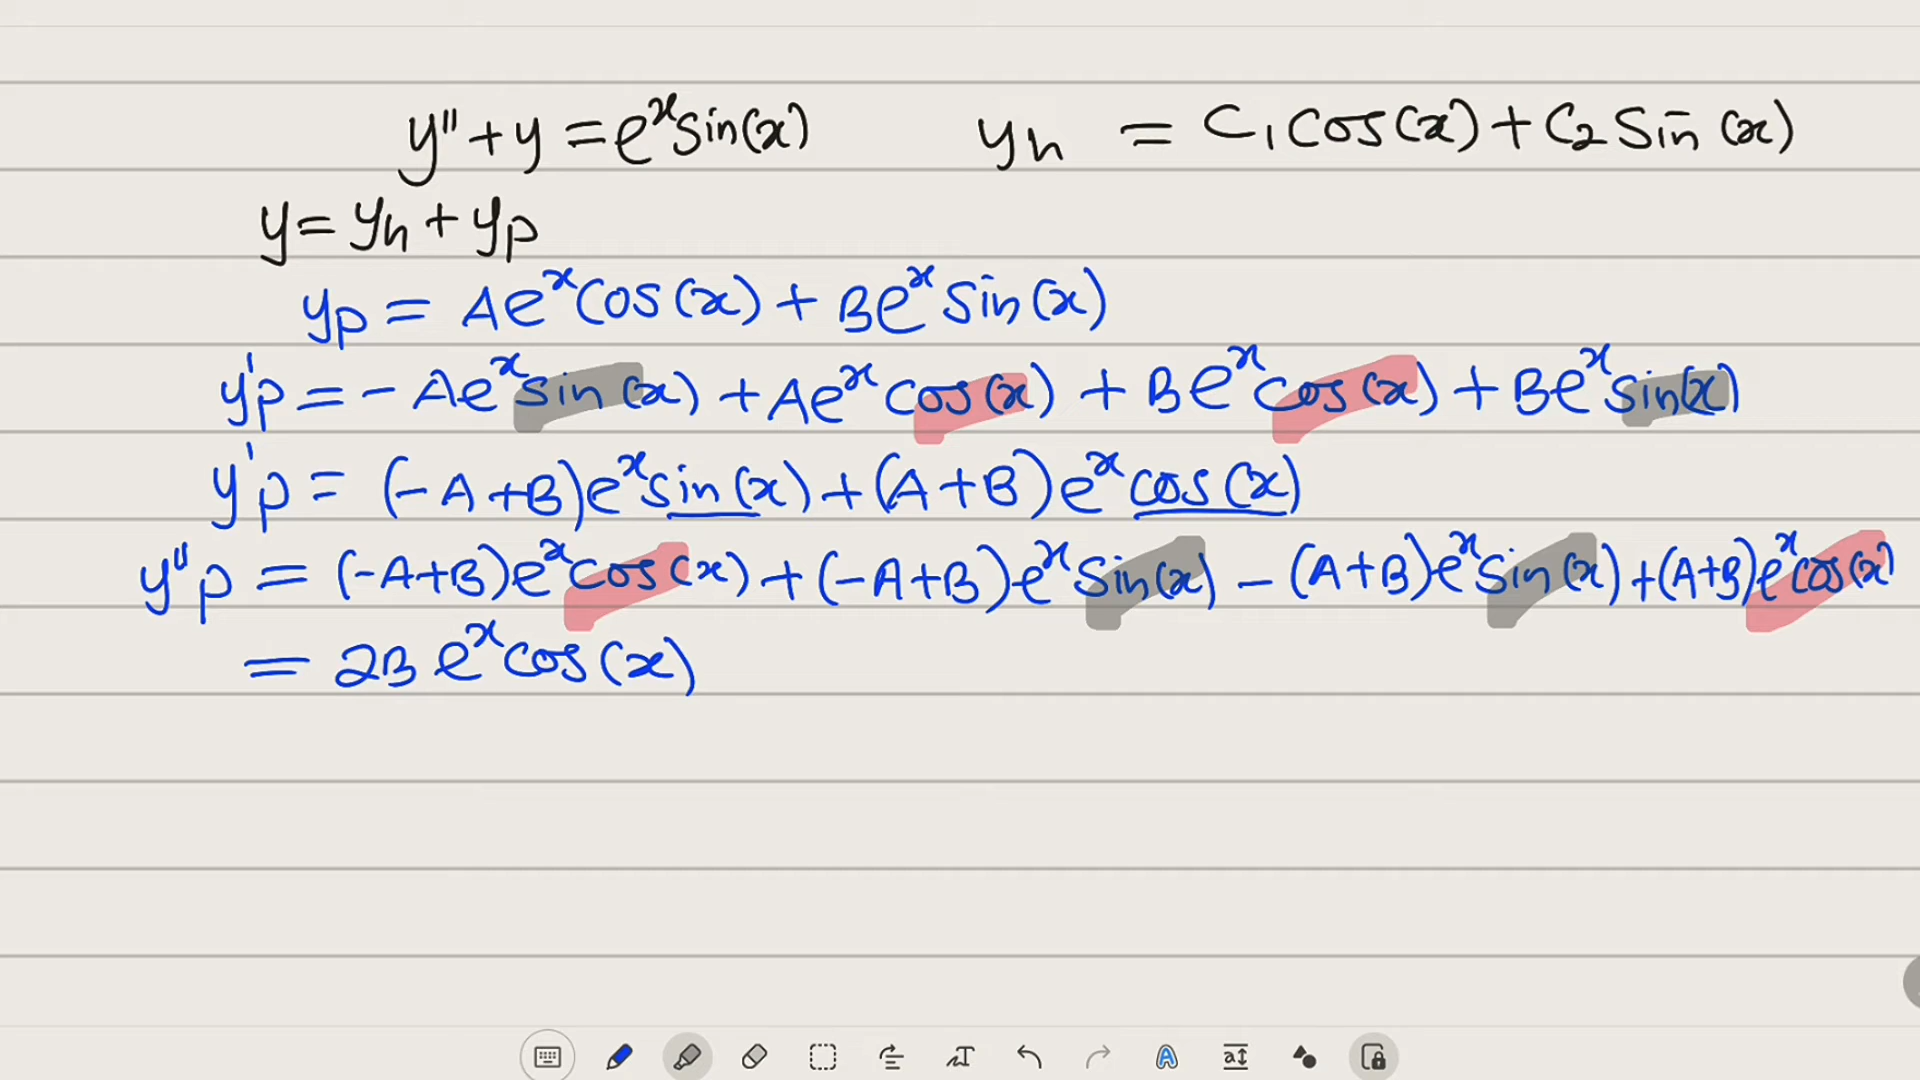 y'' + y = e^x sin(x)    y_h = C_1 cos(x) + C_2 sin(x)
y = y_h + y_p
y_p = Ae^x cos(x) + Be^x sin(x)
y'_p = -Ae^x sin(x) + Ae^x cos(x) + Be^x cos(x) + Be^x sin(x)
y'_p = (-A+B)e^x sin(x) + (A+B)e^x cos(x)
y''_p = (-A+B)e^x cos(x) + (-A+B)e^x sin(x) - (A+B)e^x sin(x) + (A+B)e^x cos(x)
= 2B e^x cos(x)